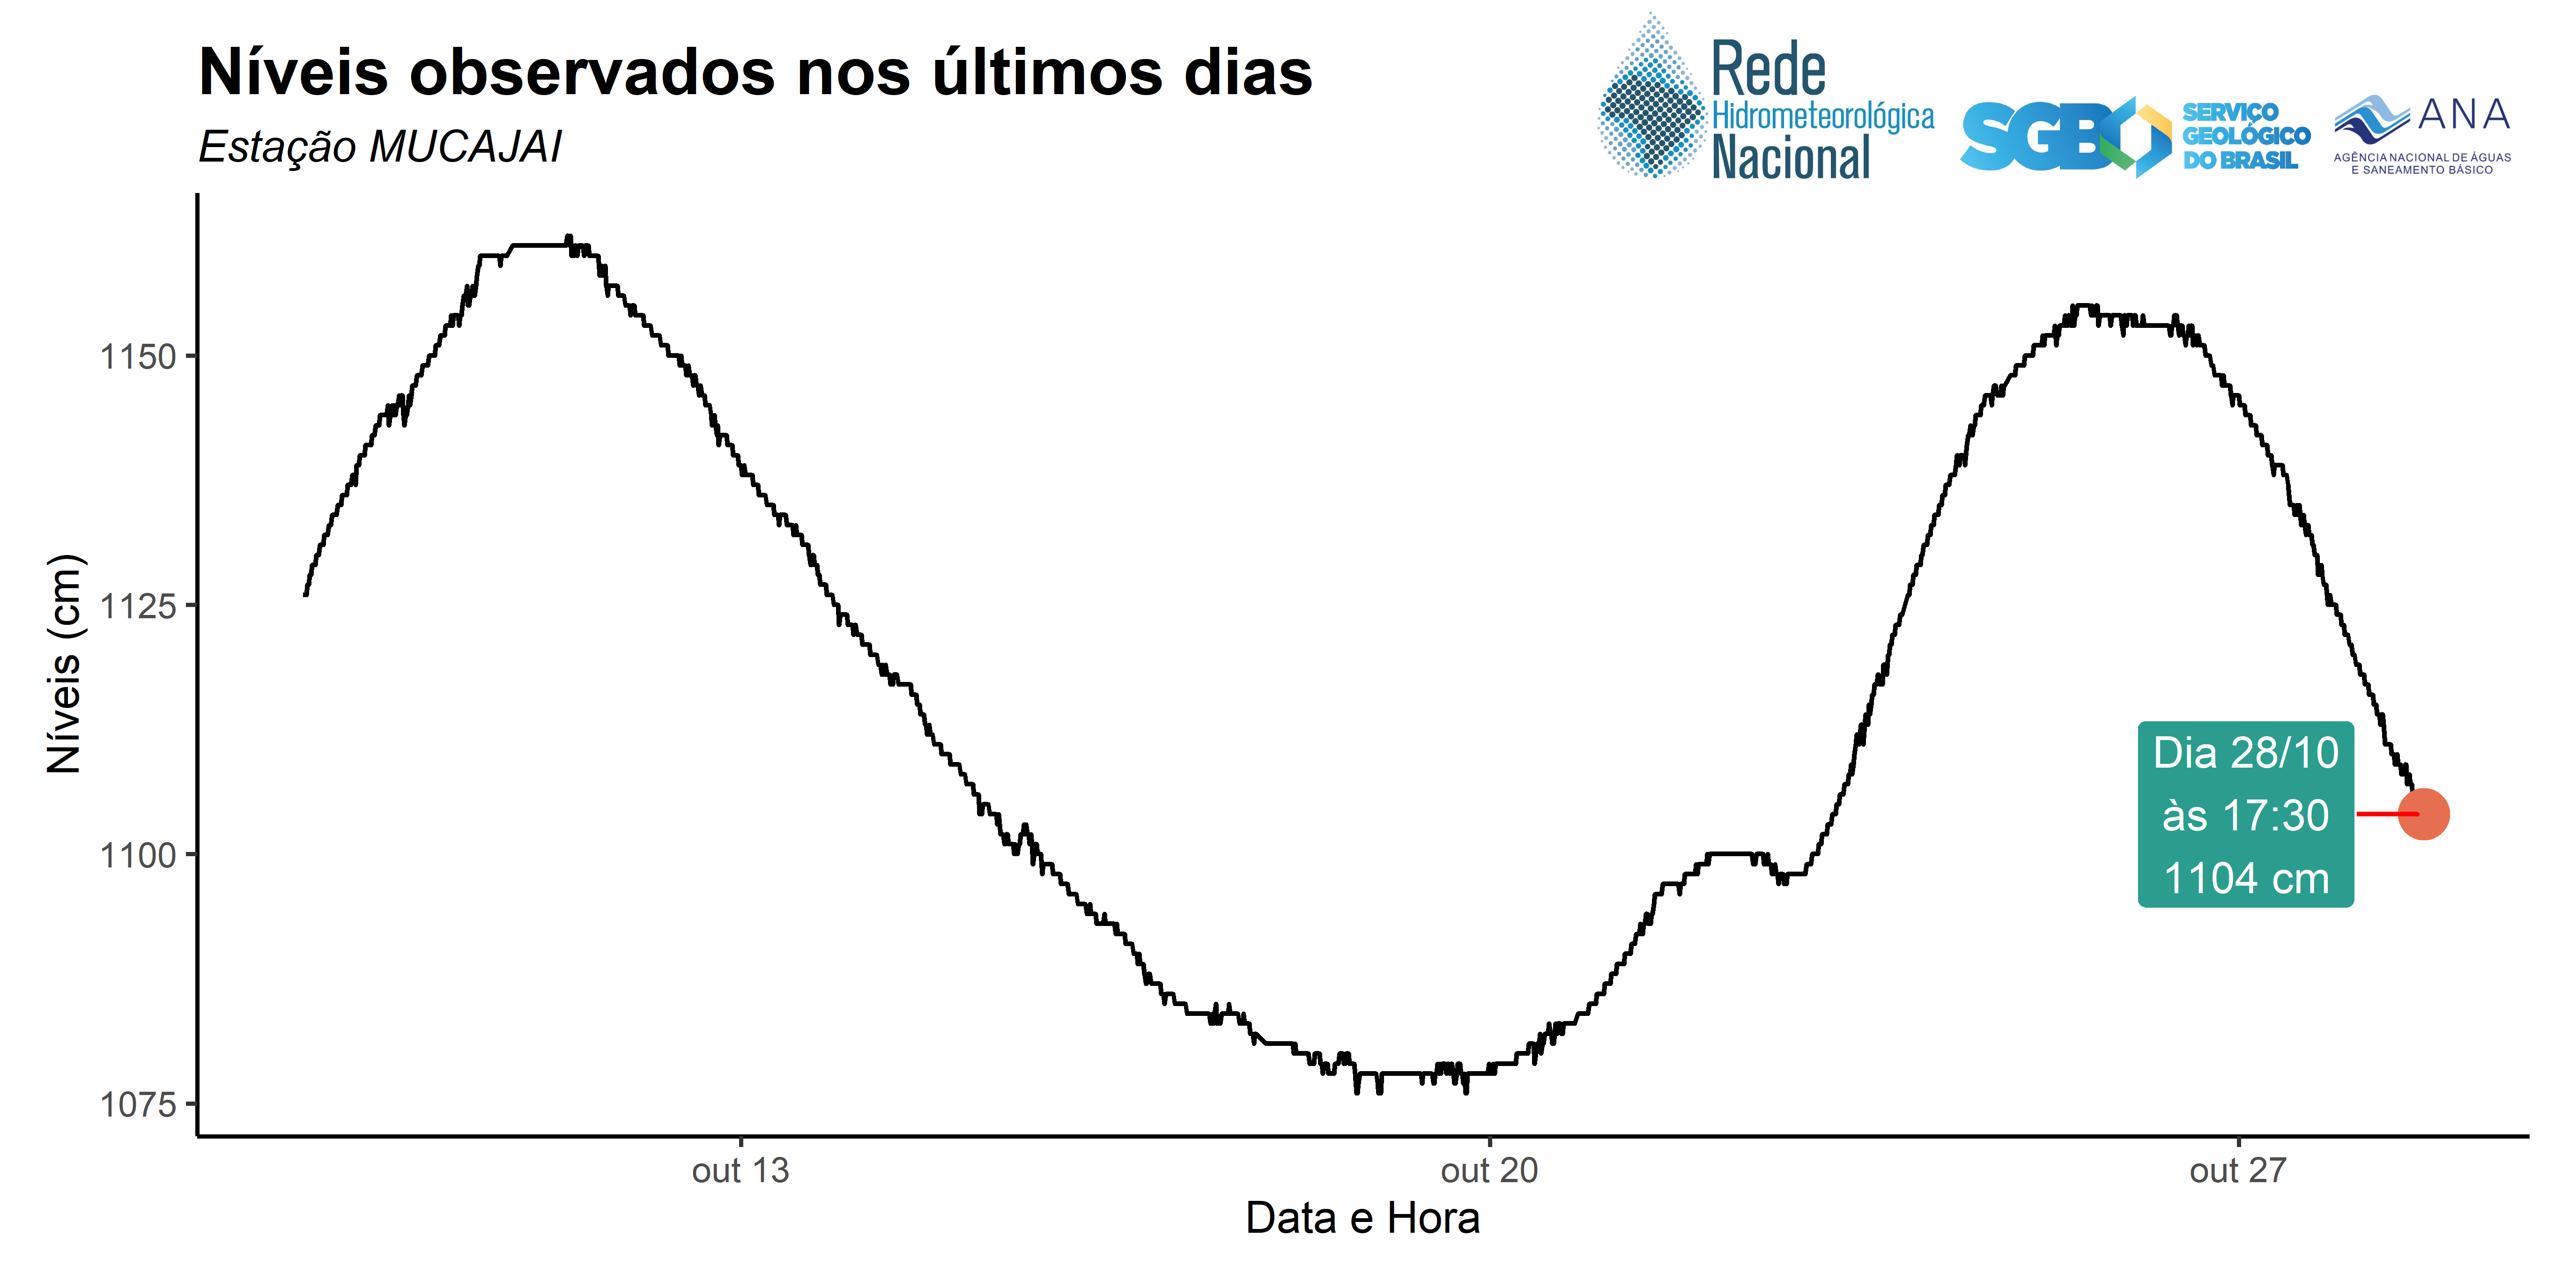 Níveis observados nos últimos dias
Estação MUCAJAI
Rede
Hidrometeorológica
Nacional
SGB
SERVIÇO
GEOLÓGICO
DO BRASIL
ANA
AGÊNCIA NACIONAL DE ÁGUAS
E SANEAMENTO BÁSICO
Níveis (cm)
1150
1125
1100
1075
Dia 28/10
às 17:30
1104 cm
out 13
out 20
out 27
Data e Hora